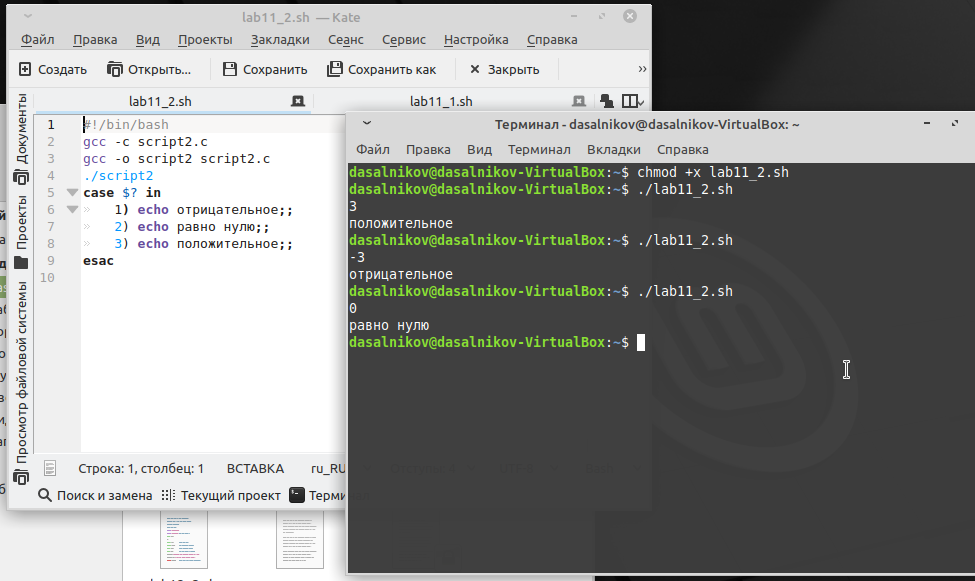 lab11_2.sh — Kate
Файл Правка Вид Проекты Закладки Сеанс Сервис Настройка Справка
Создать Открыть... Сохранить Сохранить как Закрыть »
lab11_2.sh lab11_1.sh
Документы
Проекты
Просмотр файловой системы
1 #!/bin/bash
2 gcc -c script2.c
3 gcc -o script2 script2.c
4 ./script2
5 case $? in
6 » 1) echo отрицательное;;
7 » 2) echo равно нулю;;
8 » 3) echo положительное;;
9 esac
10
Строка: 1, столбец: 1 ВСТАВКА ru_RU
Поиск и замена Текущий проект Терми
Терминал - dasalnikov@dasalnikov-VirtualBox: ~
Файл Правка Вид Терминал Вкладки Справка
dasalnikov@dasalnikov-VirtualBox:~$ chmod +x lab11_2.sh
dasalnikov@dasalnikov-VirtualBox:~$ ./lab11_2.sh
3
положительное
dasalnikov@dasalnikov-VirtualBox:~$ ./lab11_2.sh
-3
отрицательное
dasalnikov@dasalnikov-VirtualBox:~$ ./lab11_2.sh
0
равно нулю
dasalnikov@dasalnikov-VirtualBox:~$